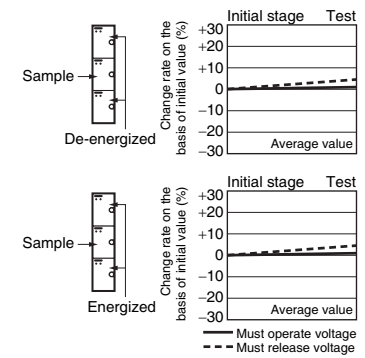 Initial stage Test
Change rate on the
basis of initial value (%)
+30
+20
+10
0
−10
−20
−30
Sample
De-energized
Average value
Initial stage Test
Change rate on the
basis of initial value (%)
+30
+20
+10
0
−10
−20
−30
Sample
Energized
Average value
Must operate voltage
Must release voltage